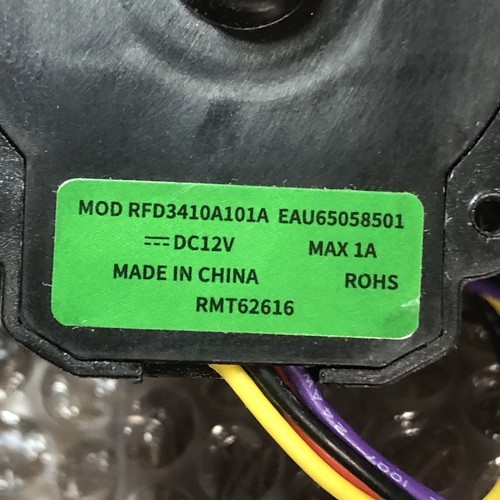 MOD RFD3410A101A EAU65058501
⎓ DC12V MAX 1A
MADE IN CHINA ROHS
RMT62616